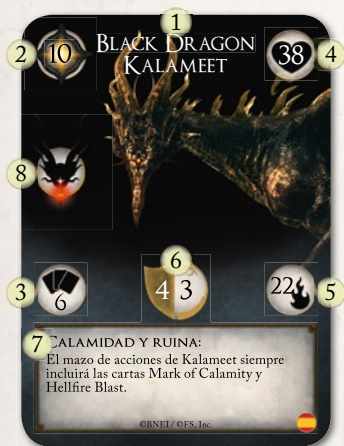 1
2
10
BLACK DRAGON
KALAMEET
38
4
8
3
6
6
4 3
22
5
7
CALAMIDAD Y RUINA:
El mazo de acciones de Kalameet siempre
incluirá las cartas Mark of Calamity y
Hellfire Blast.
©BNEI / ©FS, Inc.